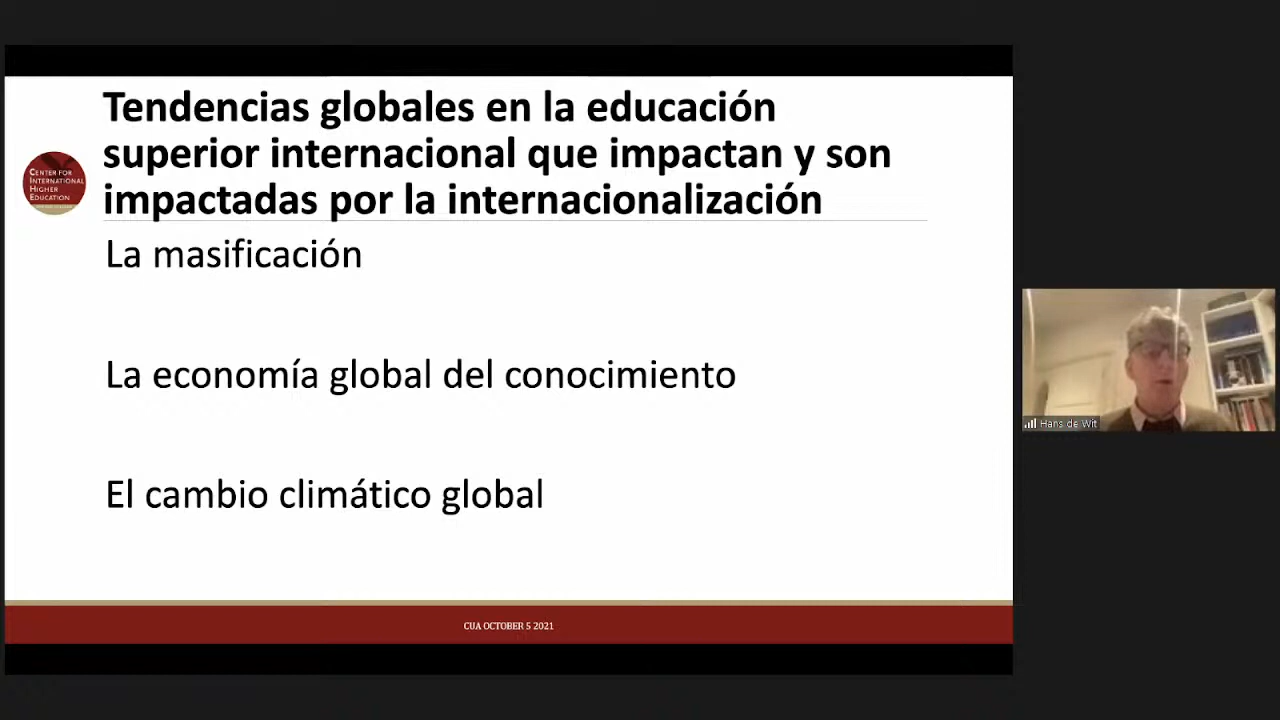 Tendencias globales en la educación
superior internacional que impactan y son
impactadas por la internacionalización
CENTER FOR
INTERNATIONAL
HIGHER
EDUCATION
La masificación
La economía global del conocimiento
El cambio climático global
Hans de Wit
CUA OCTOBER 5 2021